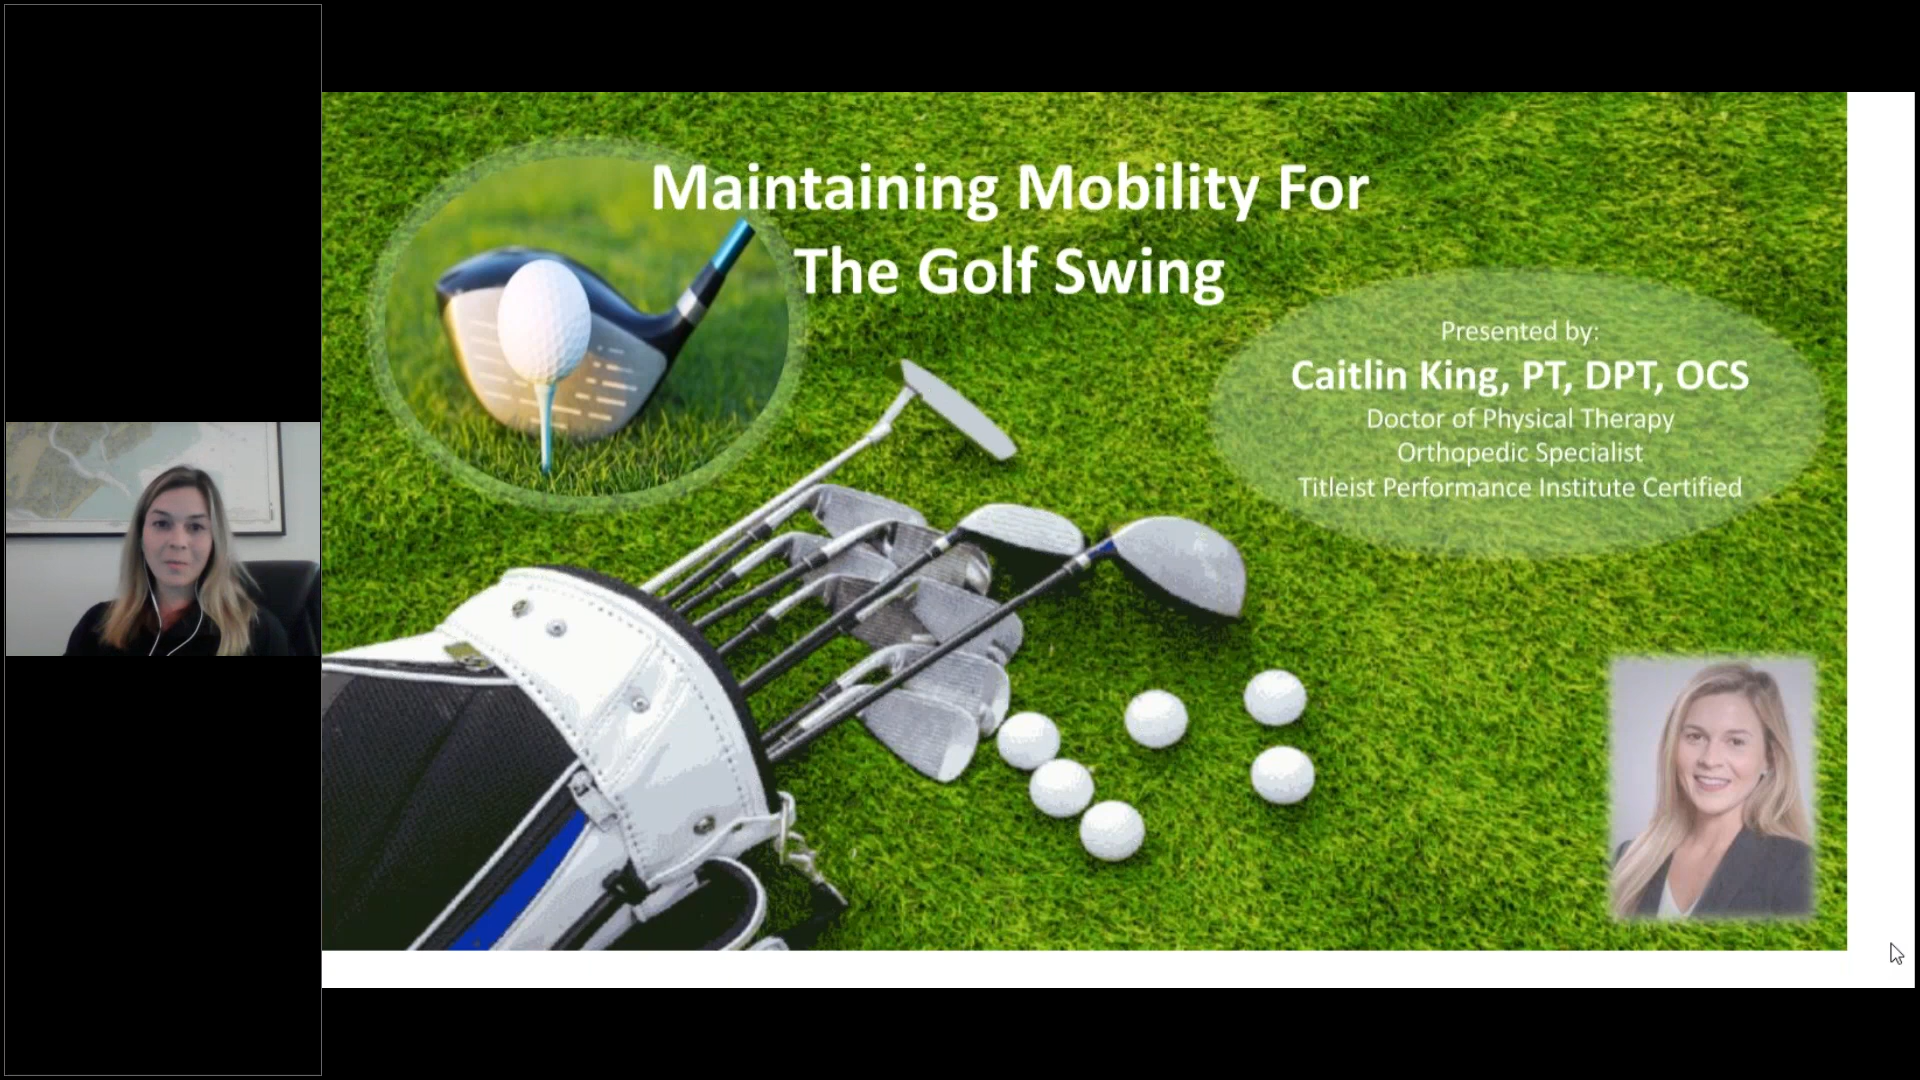 Maintaining Mobility For
The Golf Swing
Presented by:
Caitlin King, PT, DPT, OCS
Doctor of Physical Therapy
Orthopedic Specialist
Titleist Performance Institute Certified